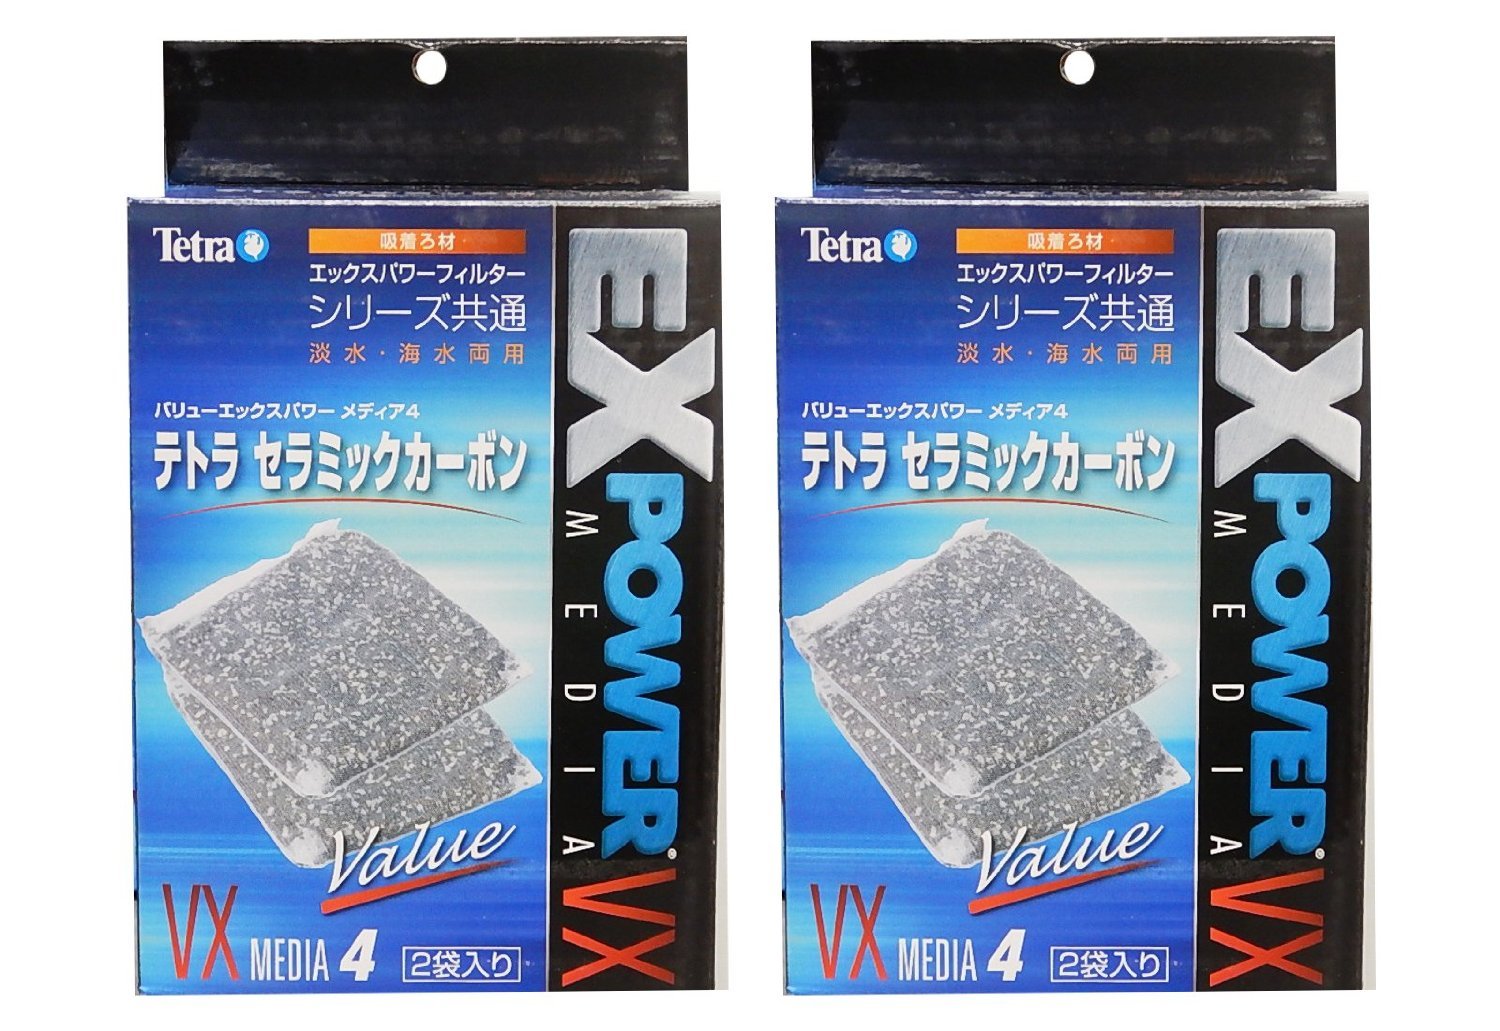 Tetra
吸着ろ材
エックスパワーフィルター
シリーズ共通
淡水・海水両用
バリューエックスパワー メディア4
テトラ セラミックカーボン
Value
VX MEDIA 4 2袋入り
EX POWER® VX
MEDIA
Tetra
吸着ろ材
エックスパワーフィルター
シリーズ共通
淡水・海水両用
バリューエックスパワー メディア4
テトラ セラミックカーボン
Value
VX MEDIA 4 2袋入り
EX POWER® VX
MEDIA